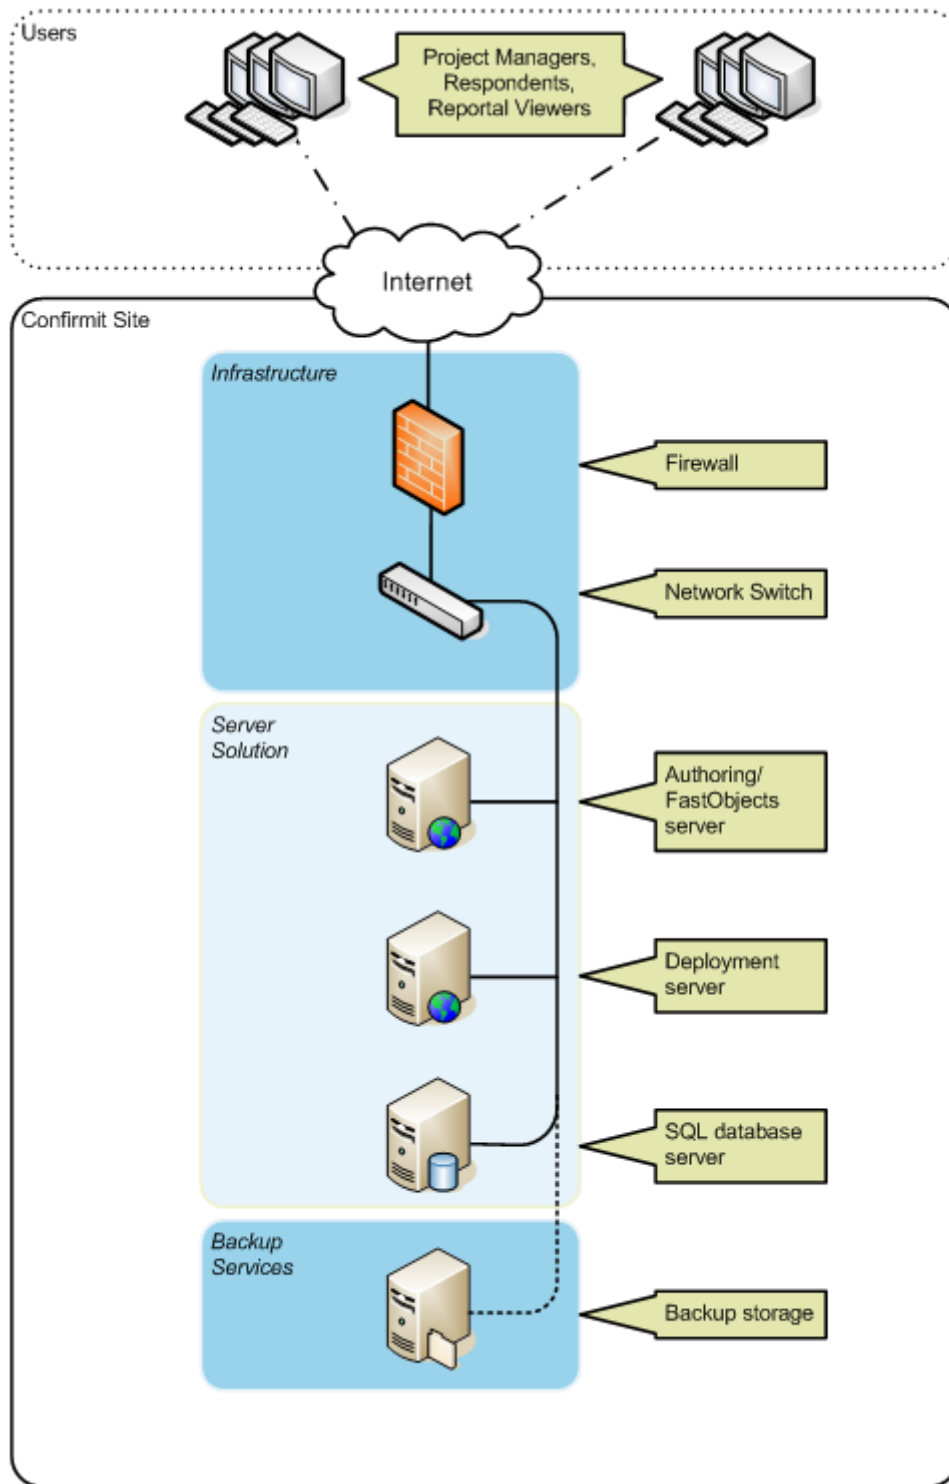 Users
Project Managers,
Respondents,
Reportal Viewers
Internet
Confirmit Site
Infrastructure
Firewall
Network Switch
Server
Solution
Authoring/
FastObjects
server
Deployment
server
SQL database
server
Backup
Services
Backup storage